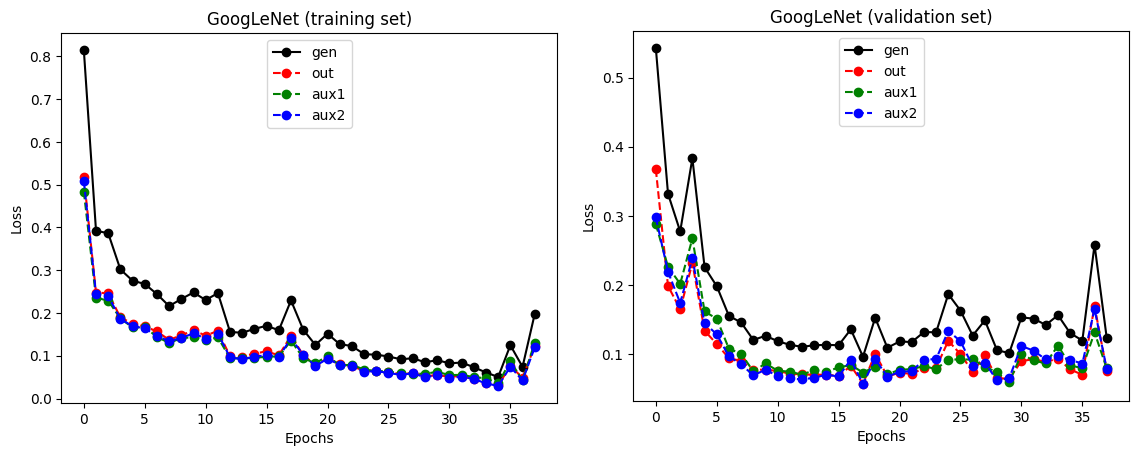 GoogLeNet (training set)
Loss
0.8
0.7
0.6
0.5
0.4
0.3
0.2
0.1
0.0
gen
out
aux1
aux2
0 5 10 15 20 25 30 35
Epochs
GoogLeNet (validation set)
Loss
0.5
0.4
0.3
0.2
0.1
gen
out
aux1
aux2
0 5 10 15 20 25 30 35
Epochs